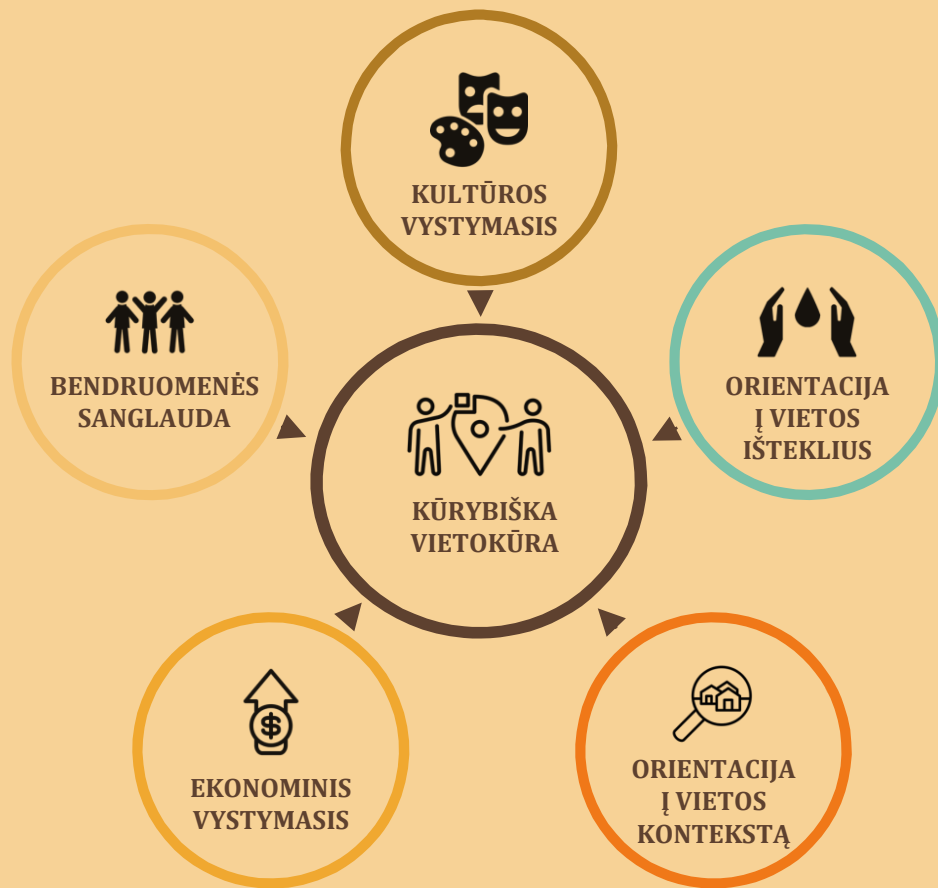 KULTŪROS
VYSTYMASIS
BENDRUOMENĖS
SANGLAUDA
ORIENTACIJA
Į VIETOS
IŠTEKLIUS
KŪRYBIŠKA
VIETOKŪRA
EKONOMINIS
VYSTYMASIS
ORIENTACIJA
Į VIETOS
KONTEKSTĄ